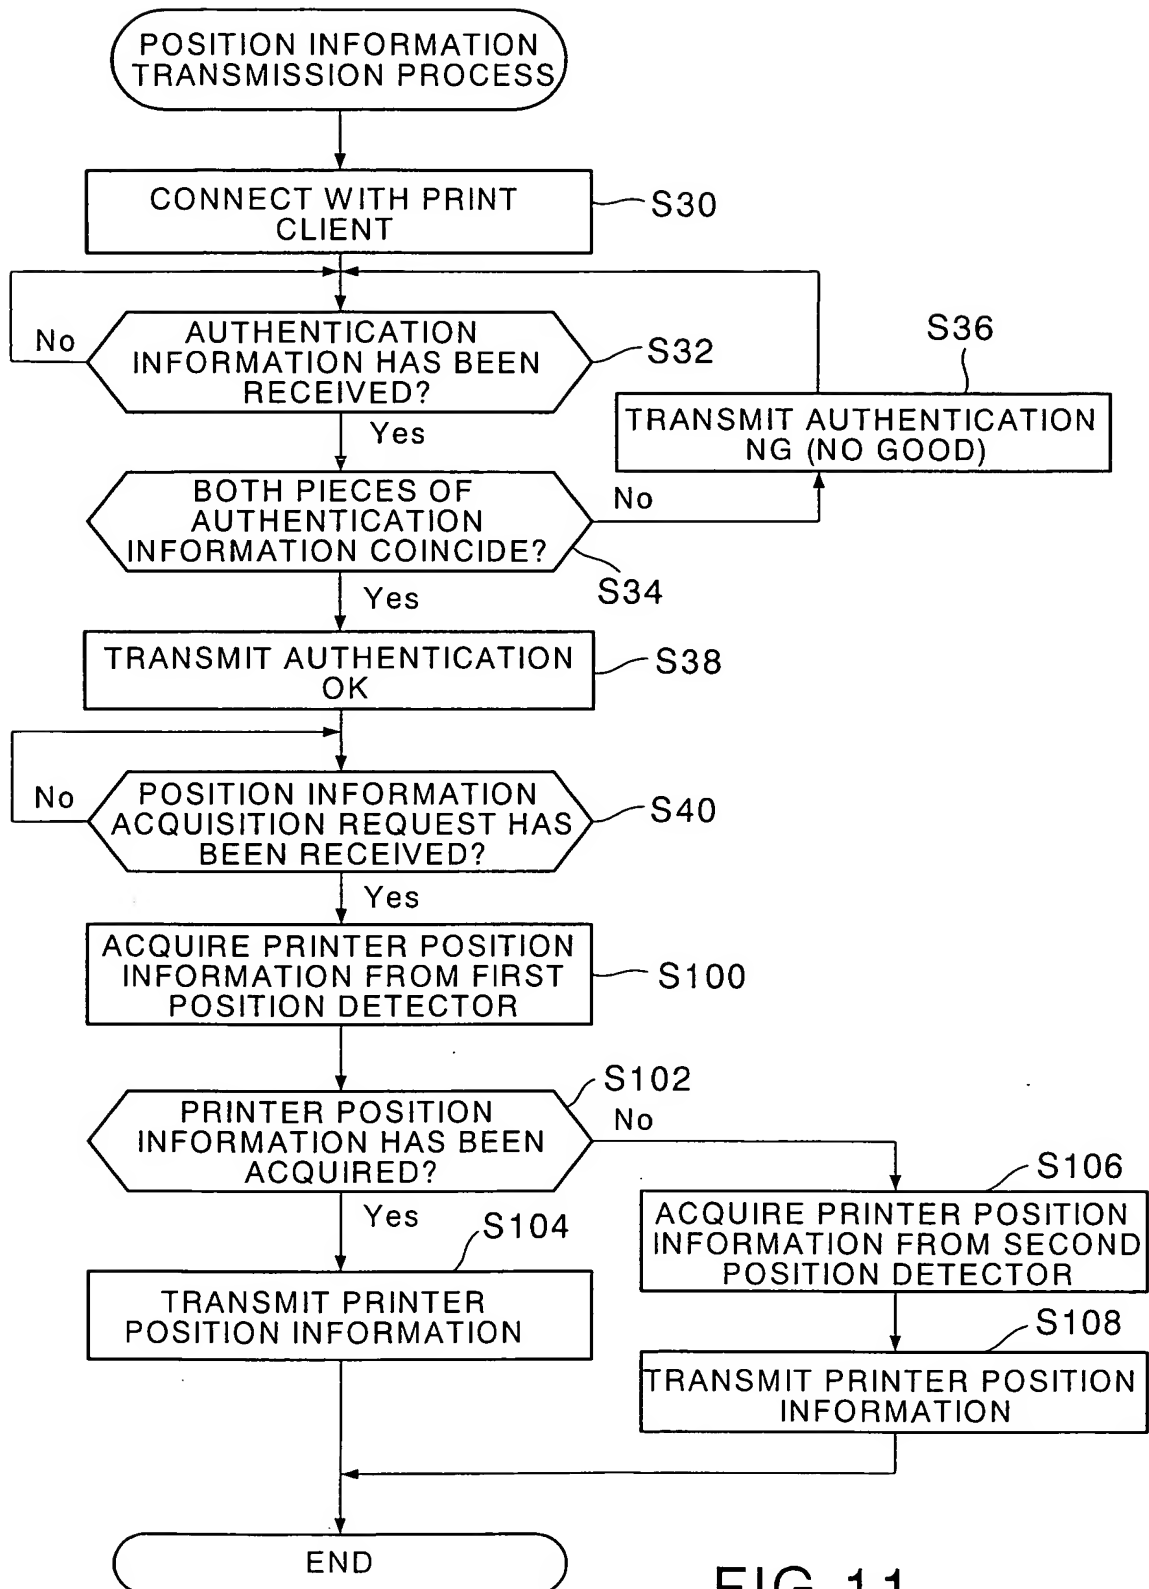 POSITION INFORMATION
TRANSMISSION PROCESS
CONNECT WITH PRINT
CLIENT
S30
No
AUTHENTICATION
INFORMATION HAS BEEN
RECEIVED?
S32
S36
TRANSMIT AUTHENTICATION
NG (NO GOOD)
Yes
BOTH PIECES OF
AUTHENTICATION
INFORMATION COINCIDE?
No
S34
Yes
TRANSMIT AUTHENTICATION
OK
S38
No
POSITION INFORMATION
ACQUISITION REQUEST HAS
BEEN RECEIVED?
S40
Yes
ACQUIRE PRINTER POSITION
INFORMATION FROM FIRST
POSITION DETECTOR
S100
PRINTER POSITION
INFORMATION HAS BEEN
ACQUIRED?
S102
No
Yes
S104
TRANSMIT PRINTER
POSITION INFORMATION
S106
ACQUIRE PRINTER POSITION
INFORMATION FROM SECOND
POSITION DETECTOR
S108
TRANSMIT PRINTER POSITION
INFORMATION
END
FIG. 11